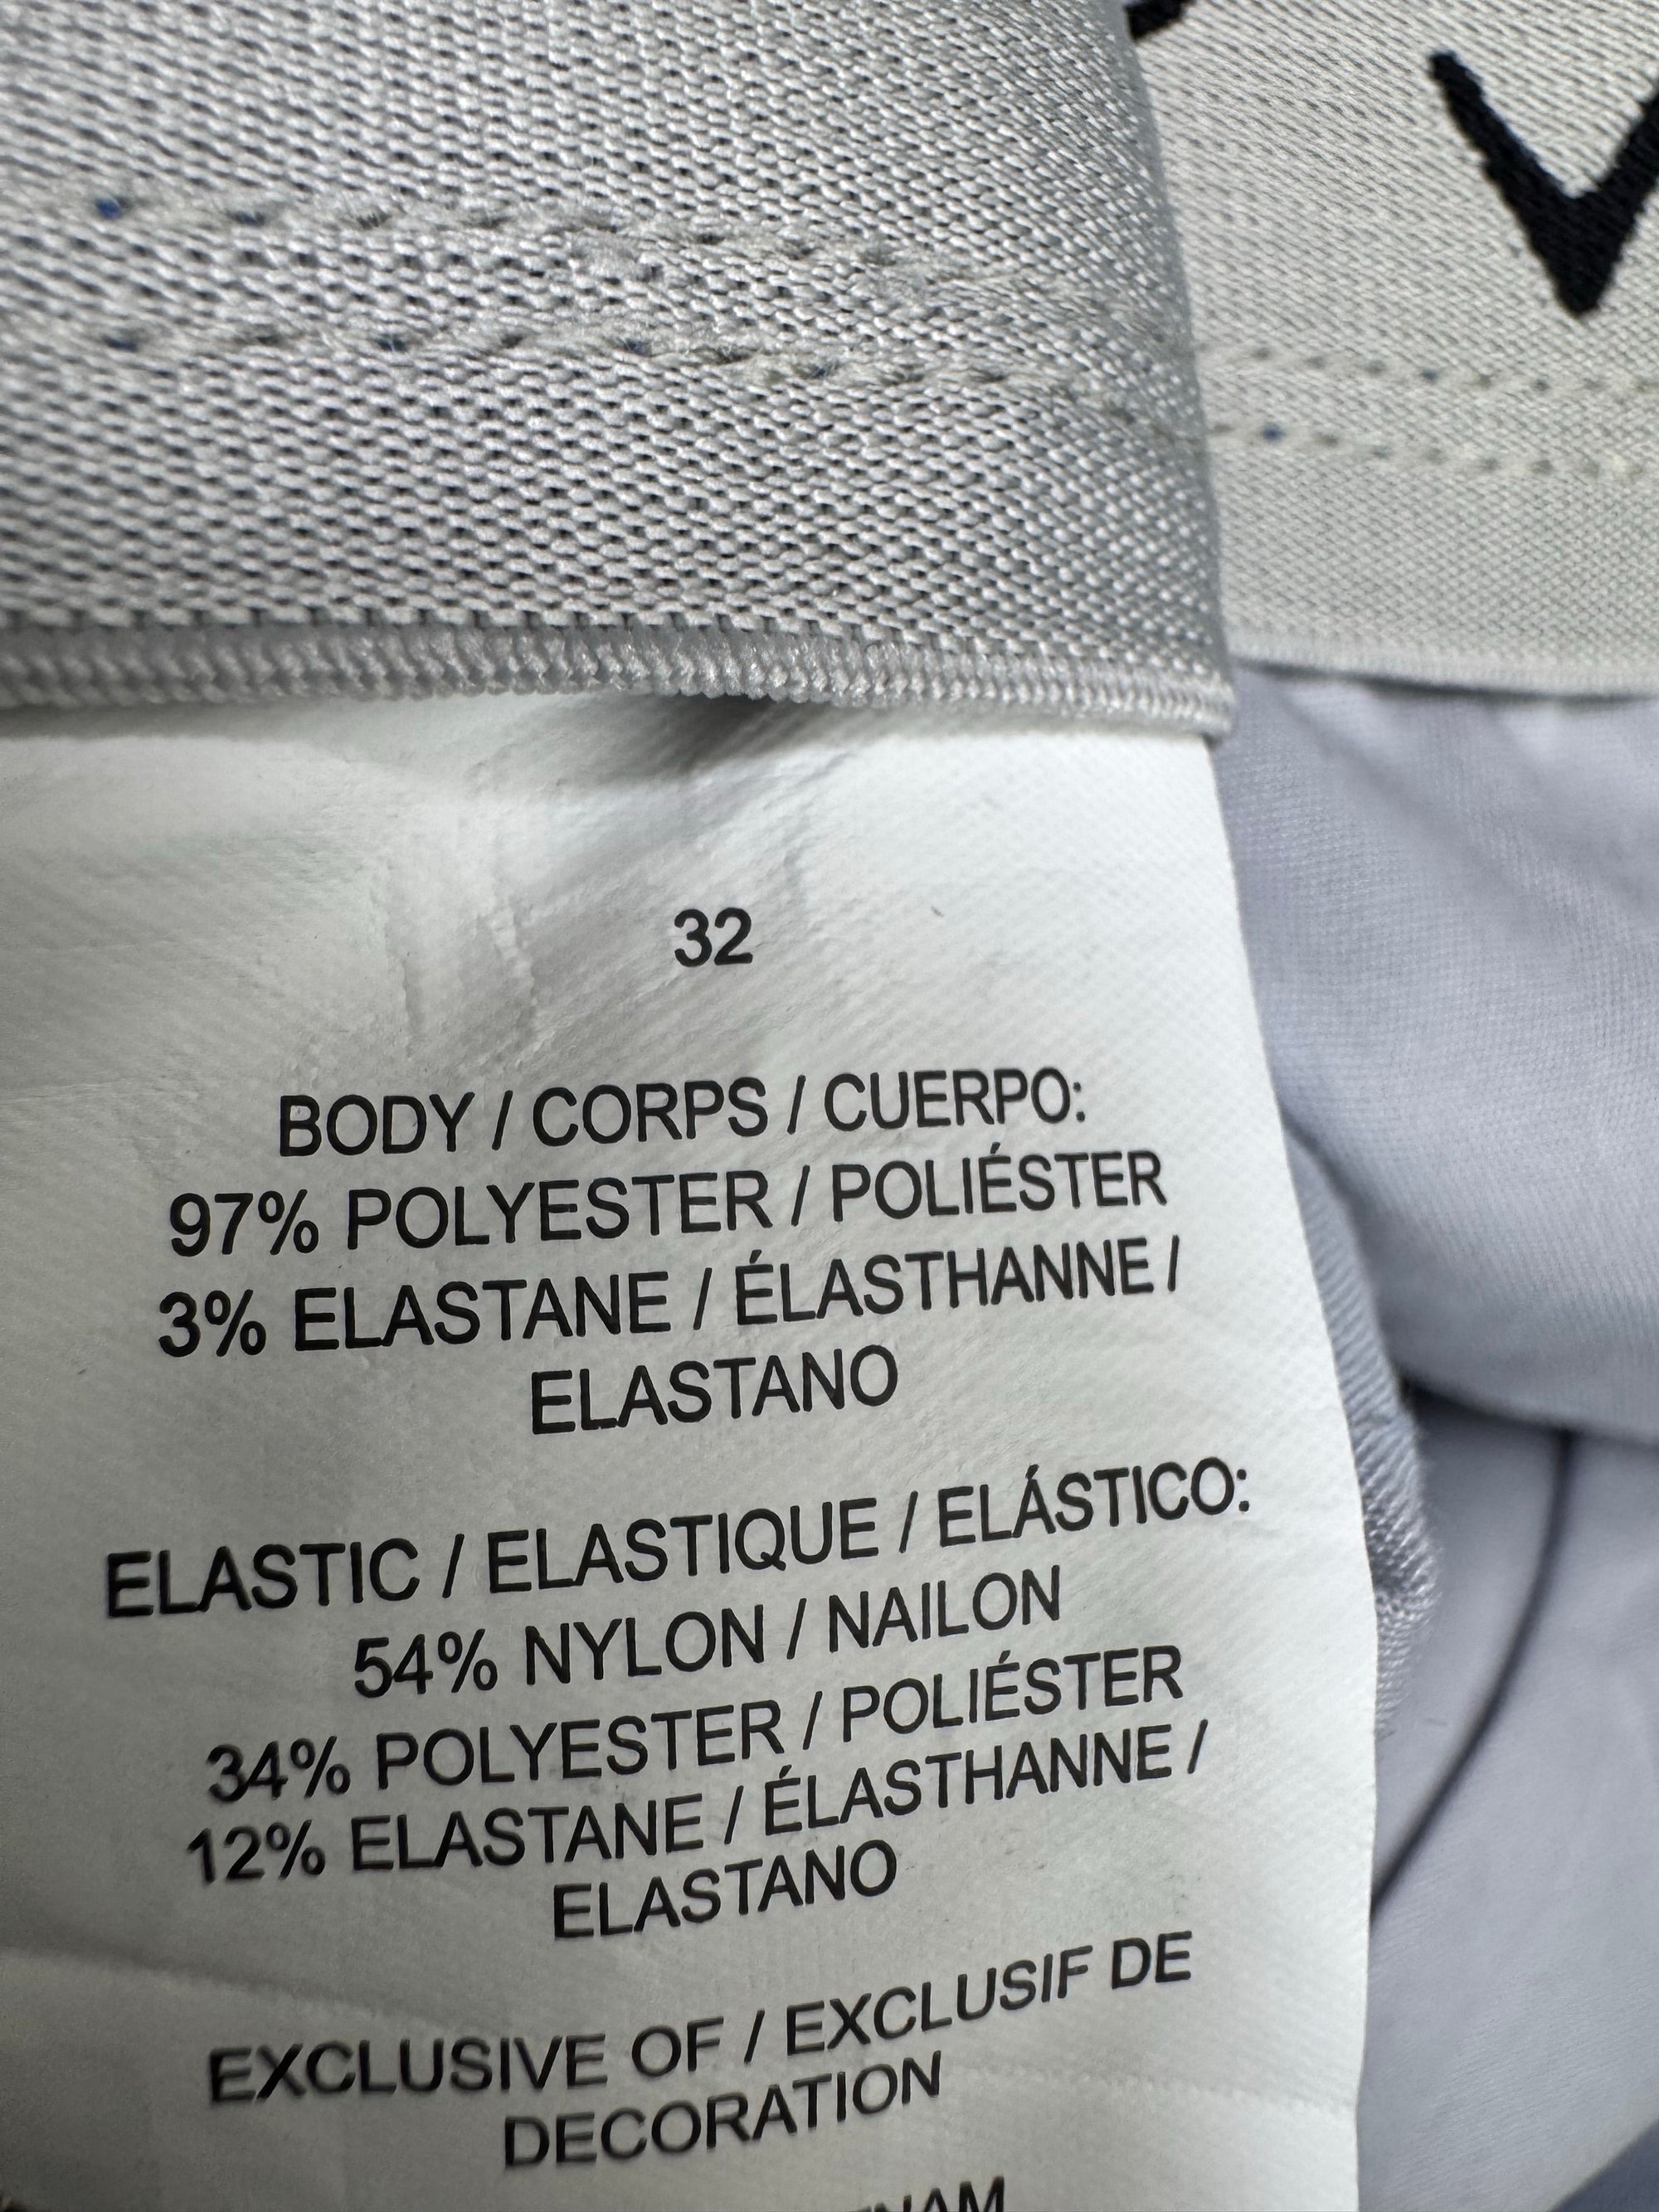 32
BODY / CORPS / CUERPO:
97% POLYESTER / POLIÉSTER
3% ELASTANE / ÉLASTHANNE /
ELASTANO
ELASTIC / ELASTIQUE / ELÁSTICO:
54% NYLON / NAILON
34% POLYESTER / POLIÉSTER
12% ELASTANE / ÉLASTHANNE /
ELASTANO
EXCLUSIVE OF / EXCLUSIF DE
DECORATION